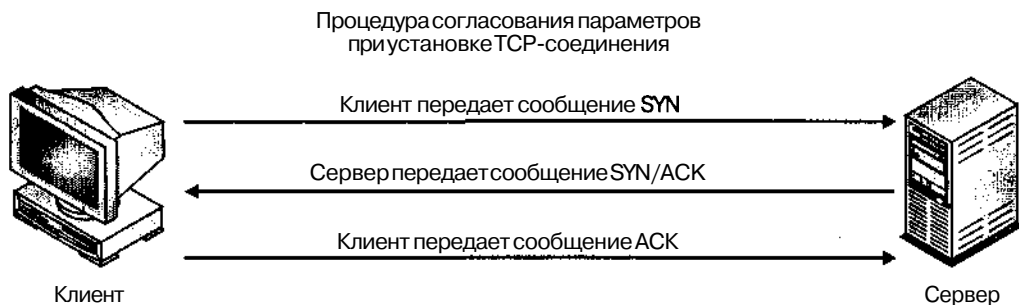 Процедура согласования параметров
при установке TCP-соединения
Клиент передает сообщение SYN
Сервер передает сообщение SYN/ACK
Клиент передает сообщение ACK
Клиент
Сервер